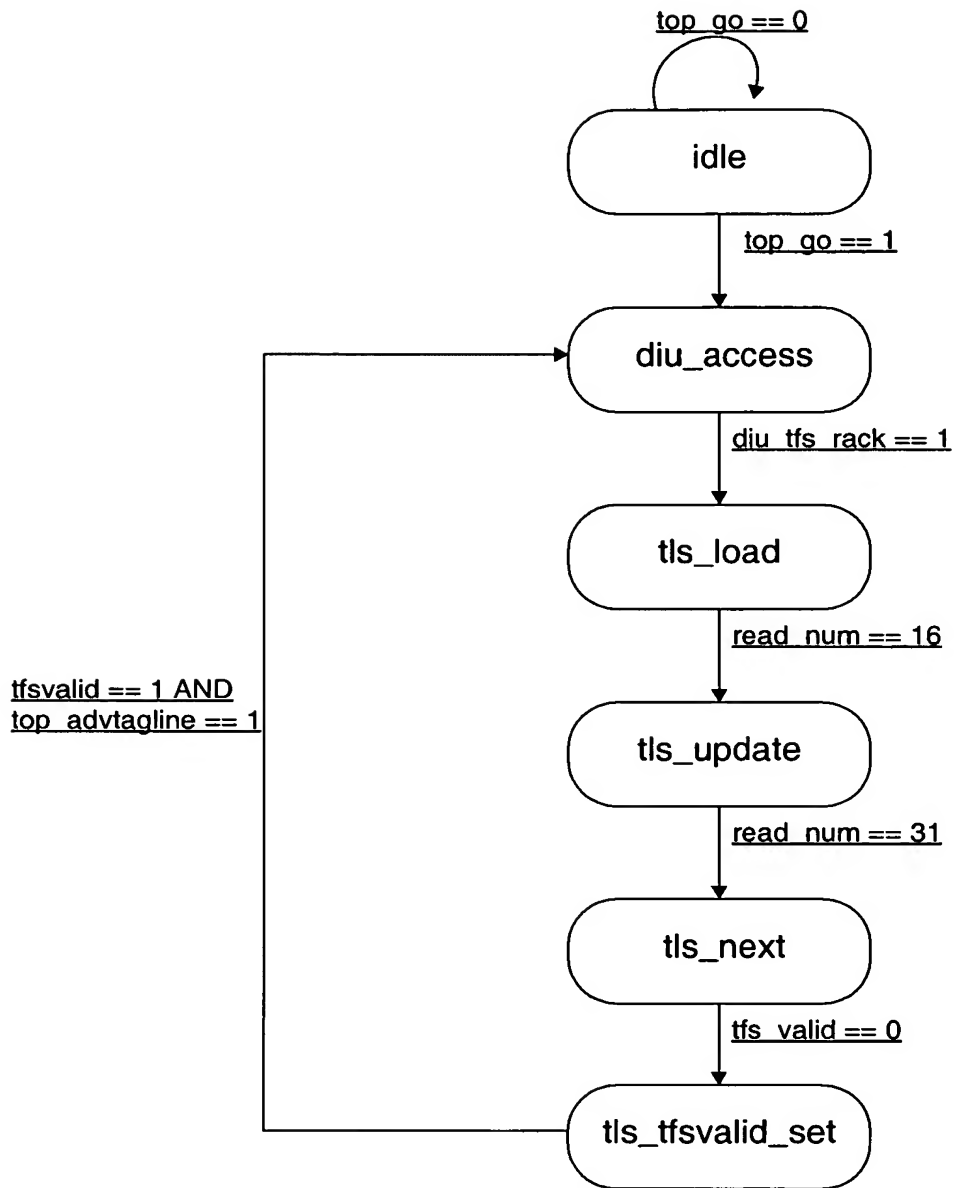 top_go == 0
idle
top_go == 1
diu_access
diu_tfs_rack == 1
tls_load
read_num == 16
tfsvalid == 1 AND
top_advtagline == 1
tls_update
read_num == 31
tls_next
tfs_valid == 0
tls_tfsvalid_set